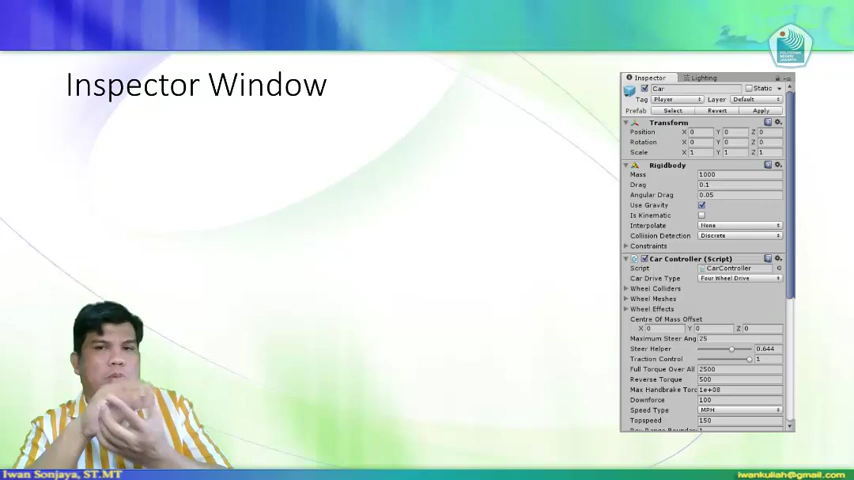 Inspector Window
POLITEKNIK
NEGERI
JAKARTA
Inspector Lighting
Car Static
Tag Player Layer Default
Prefab Select Revert Apply
Transform
Position X 0 Y 0 Z 0
Rotation X 0 Y 0 Z 0
Scale X 1 Y 1 Z 1
Rigidbody
Mass 1000
Drag 0.1
Angular Drag 0.05
Use Gravity
Is Kinematic
Interpolate None
Collision Detection Discrete
Constraints
Car Controller (Script)
Script CarController
Car Drive Type Four Wheel Drive
Wheel Colliders
Wheel Meshes
Wheel Effects
Centre Of Mass Offset
X 0 Y 0 Z 0
Maximum Steer Ang 25
Steer Helper 0.644
Traction Control 1
Full Torque Over All 2500
Reverse Torque 500
Max Handbrake Torc 1e+08
Downforce 100
Speed Type MPH
Topspeed 150
Iwan Sonjaya, ST.MT
iwankuliah@gmail.com